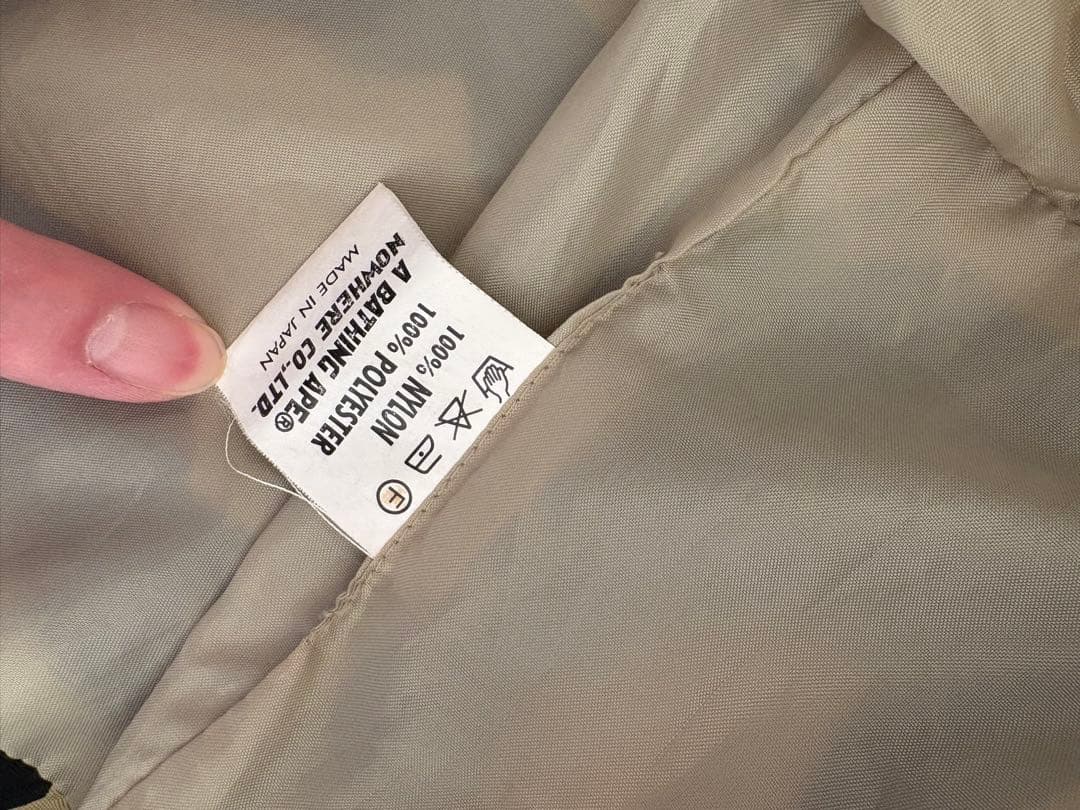 F
100% NYLON
100% POLYESTER
A BATHING APE®
NOWHERE CO.,LTD.
MADE IN JAPAN